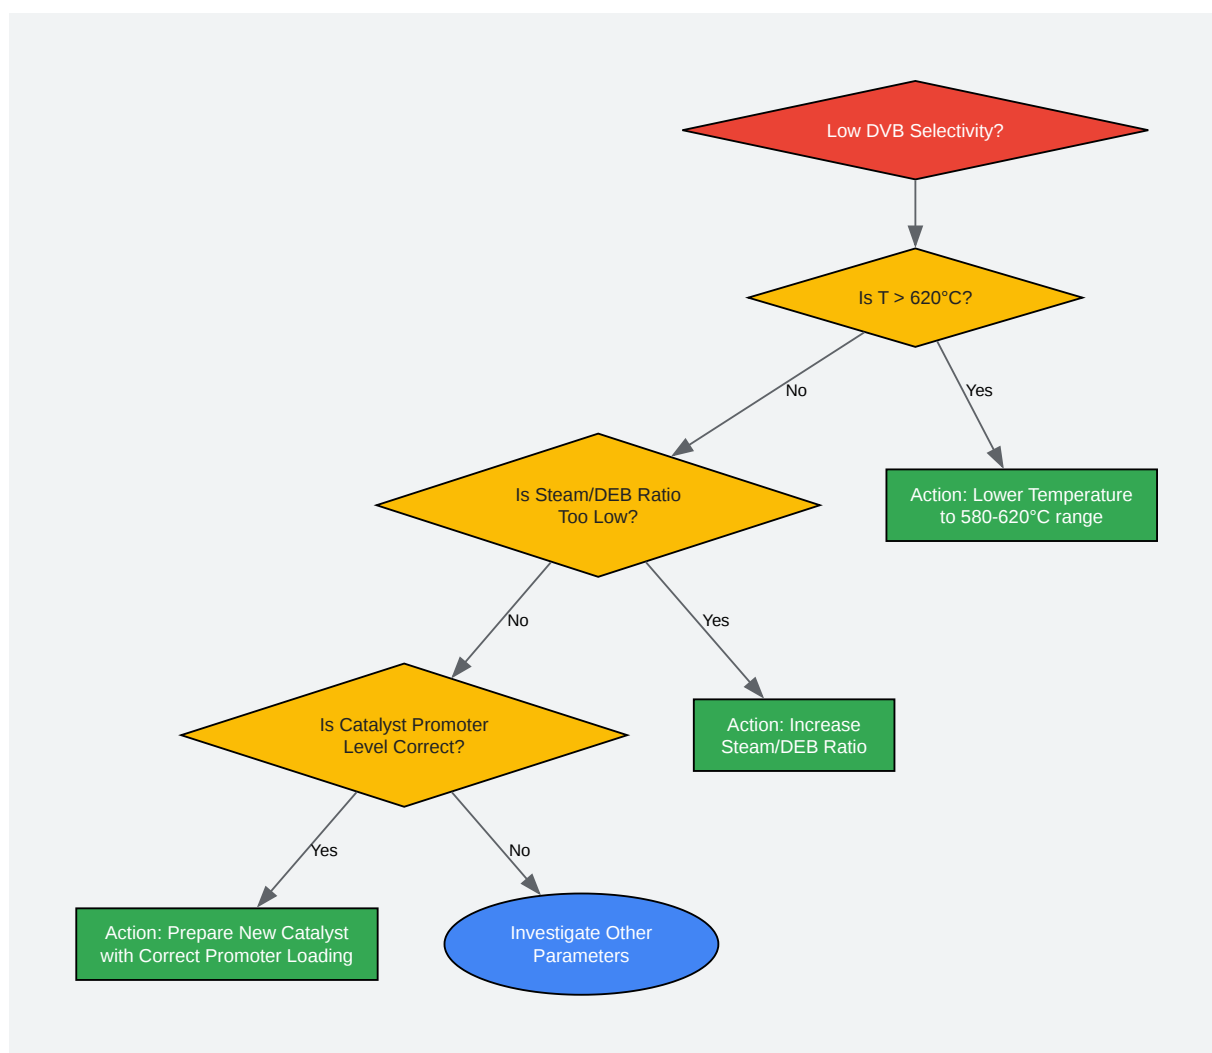 Low DVB Selectivity?
Is T > 620°C?
No
Yes
Is Steam/DEB Ratio
Too Low?
Action: Lower Temperature
to 580-620°C range
No
Yes
Is Catalyst Promoter
Level Correct?
Action: Increase
Steam/DEB Ratio
Yes
No
Action: Prepare New Catalyst
with Correct Promoter Loading
Investigate Other
Parameters